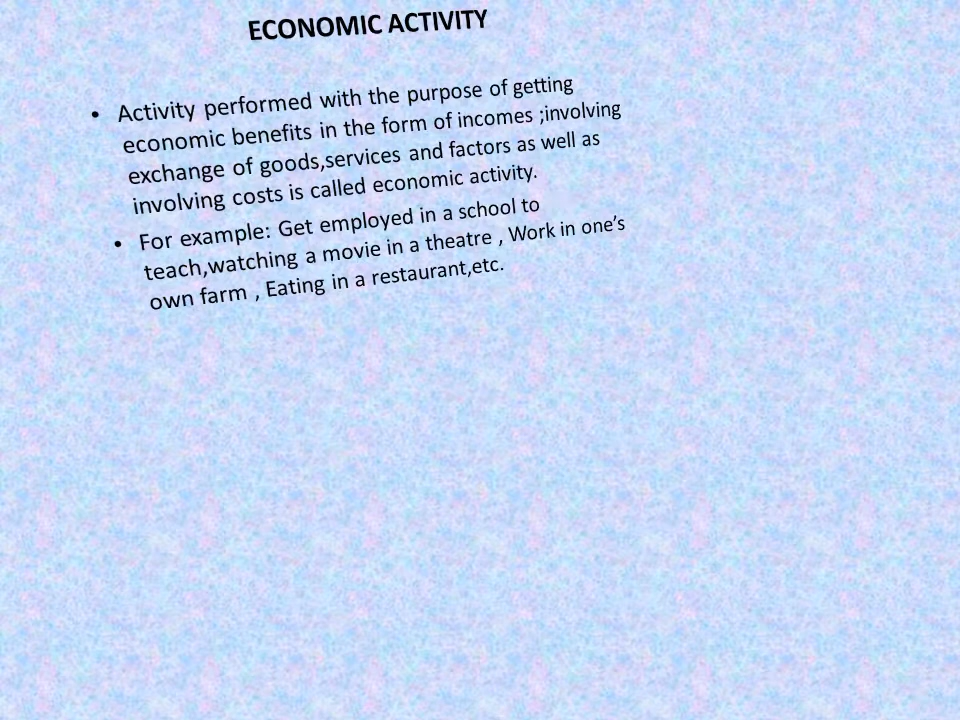 ECONOMIC ACTIVITY
• Activity performed with the purpose of getting
economic benefits in the form of incomes ;involving
exchange of goods,services and factors as well as
involving costs is called economic activity.
• For example: Get employed in a school to
teach,watching a movie in a theatre , Work in one’s
own farm , Eating in a restaurant,etc.